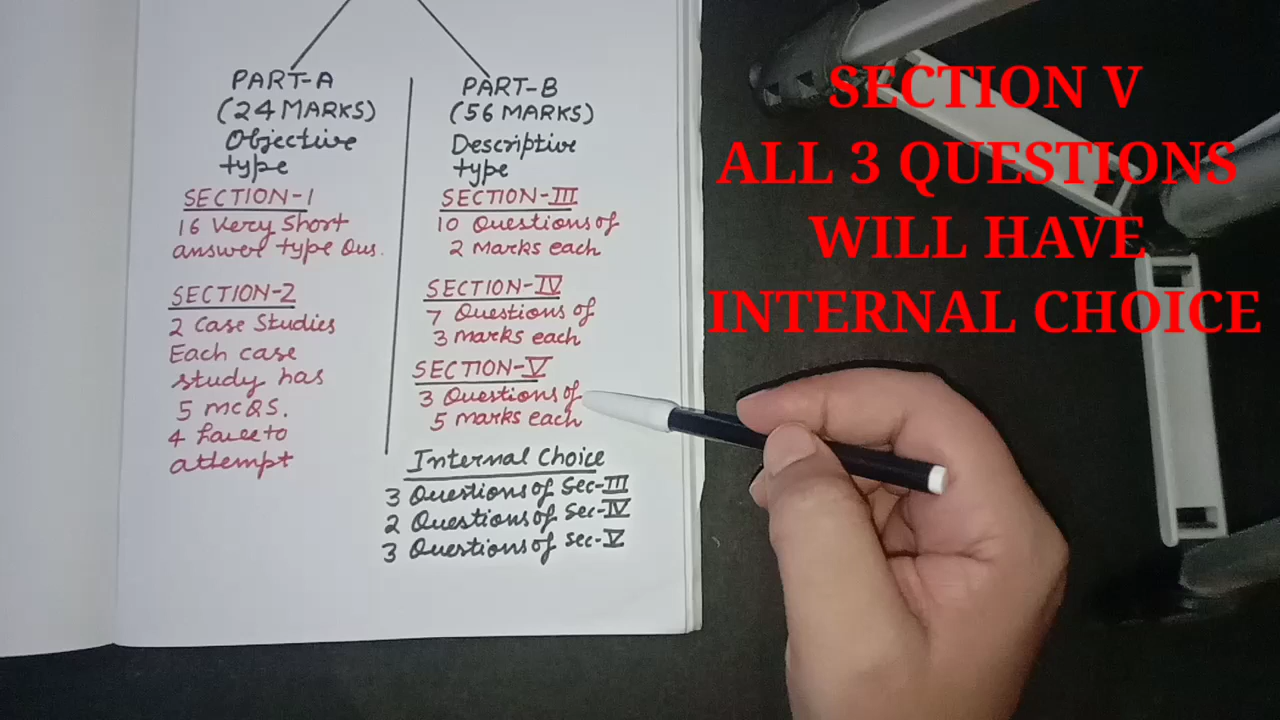 PART-A
(24 MARKS)
Objective
type
SECTION-1
16 Very Short
answer type Qus.
SECTION-2
2 Case Studies
Each case
study has
5 MCQS.
4 have to
attempt
PART-B
(56 MARKS)
Descriptive
type
SECTION-III
10 Questions of
2 Marks each
SECTION-IV
7 Questions of
3 Marks each
SECTION-V
3 Questions of
5 marks each
Internal Choice
3 Questions of Sec-III
2 Questions of Sec-IV
3 Questions of Sec-V
SECTION V
ALL 3 QUESTIONS
WILL HAVE
INTERNAL CHOICE